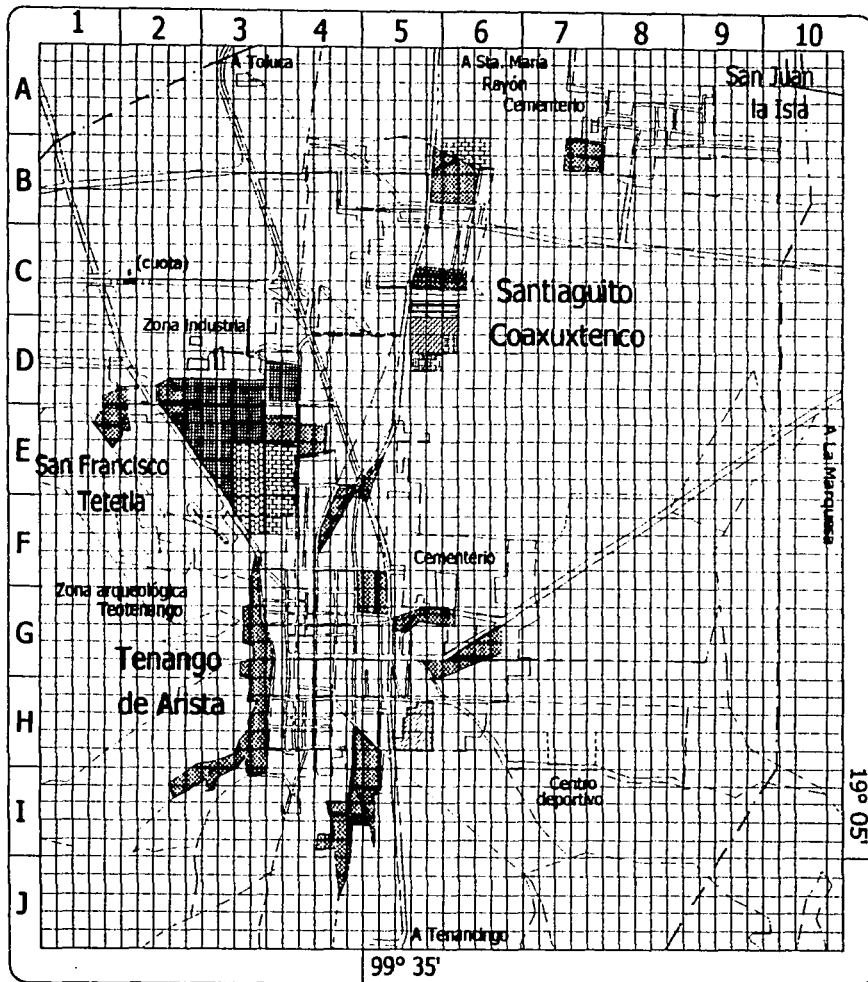 1 2 3 4 5 6 7 8 9 10
A
B
C
D
E
F
G
H
I
J
A Toluca
A Sta. María
Rayón
Cementerio
San Juan
la Isla
(cuota)
Santiaguito
Coaxuxtenco
Zona Industrial
San Francisco
Tetetla
A La Marquesa
Cementerio
Zona arqueológica
Teotenango
Tenango
de Arista
Centro
deportivo
19° 05'
A Tenancingo
99° 35'